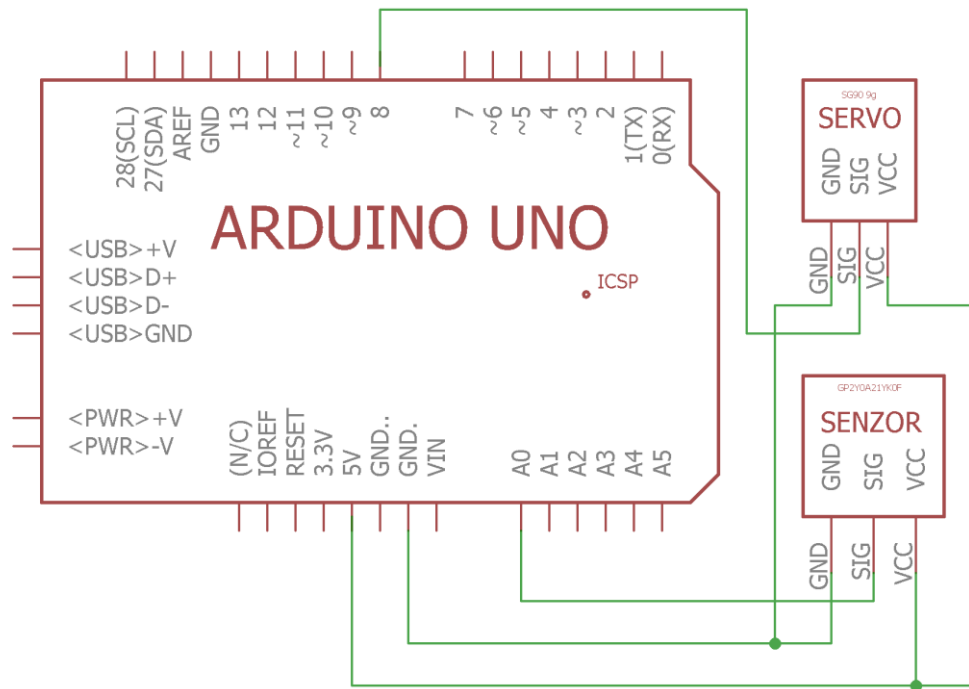 28(SCL)
27(SDA)
AREF
GND
13
12
~11
~10
~9
8
7
~6
~5
4
~3
2
1(TX)
0(RX)
ARDUINO UNO
ICSP
<USB>+V
<USB>D+
<USB>D-
<USB>GND
<PWR>+V
<PWR>-V
(N/C)
IOREF
RESET
3.3V
5V
GND..
GND.
VIN
A0
A1
A2
A3
A4
A5
SG90 9g
SERVO
GND
SIG
VCC
GND
SIG
VCC
GP2Y0A21YK0F
SENZOR
GND
SIG
VCC
GND
SIG
VCC